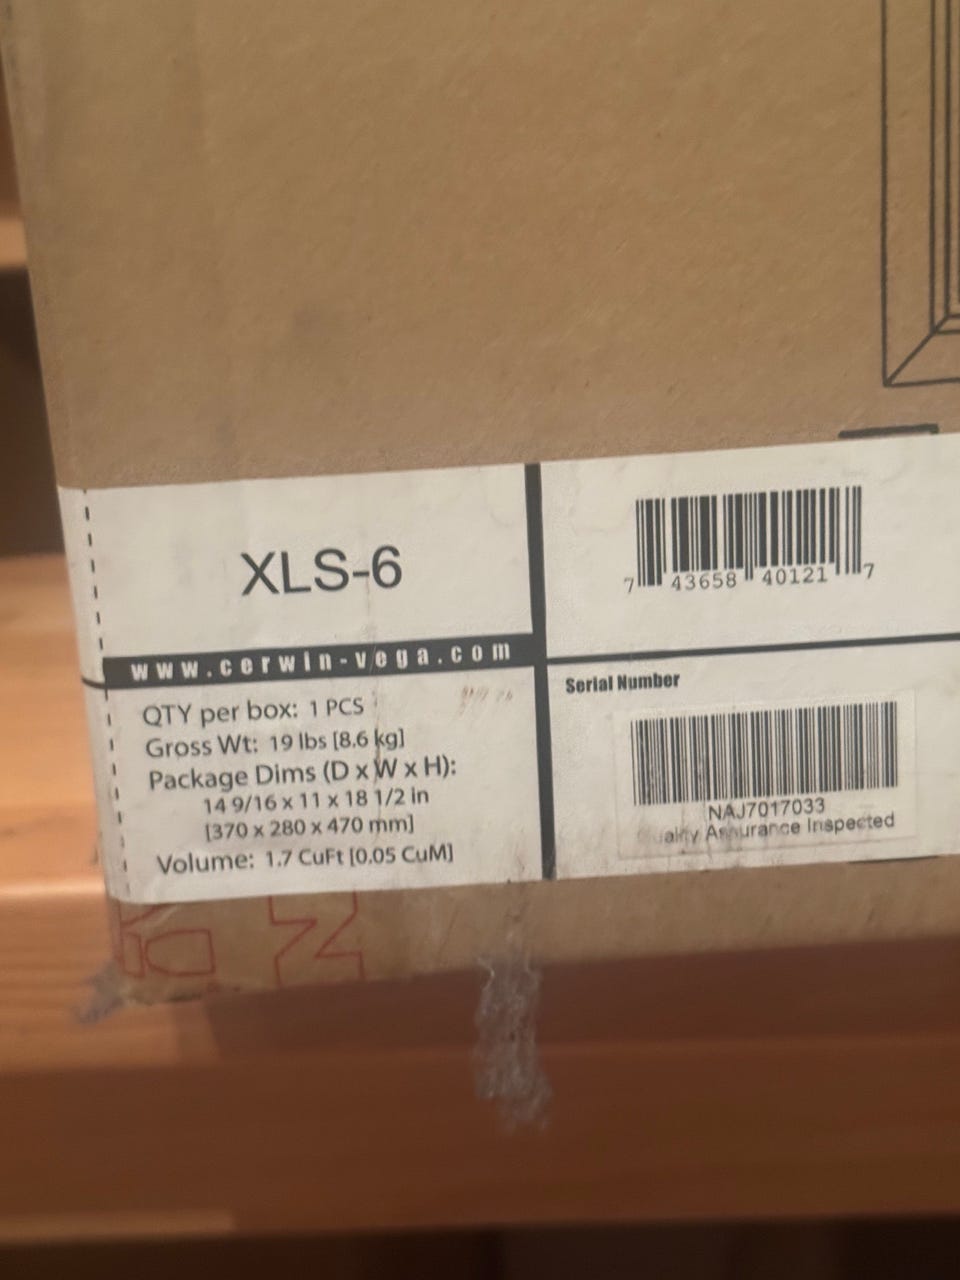 XLS-6
www.cerwin-vega.com
QTY per box: 1 PCS
Gross Wt: 19 lbs [8.6 kg]
Package Dims (D x W x H):
14 9/16 x 11 x 18 1/2 in
[370 x 280 x 470 mm]
Volume: 1.7 CuFt [0.05 CuM]
7 43658 40121 7
Serial Number
NAJ7017033
Quality Assurance Inspected